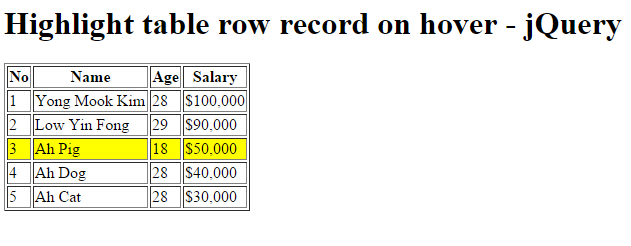 Highlight table row record on hover - jQuery
No Name Age Salary
1 Yong Mook Kim 28 $100,000
2 Low Yin Fong 29 $90,000
3 Ah Pig 18 $50,000
4 Ah Dog 28 $40,000
5 Ah Cat 28 $30,000